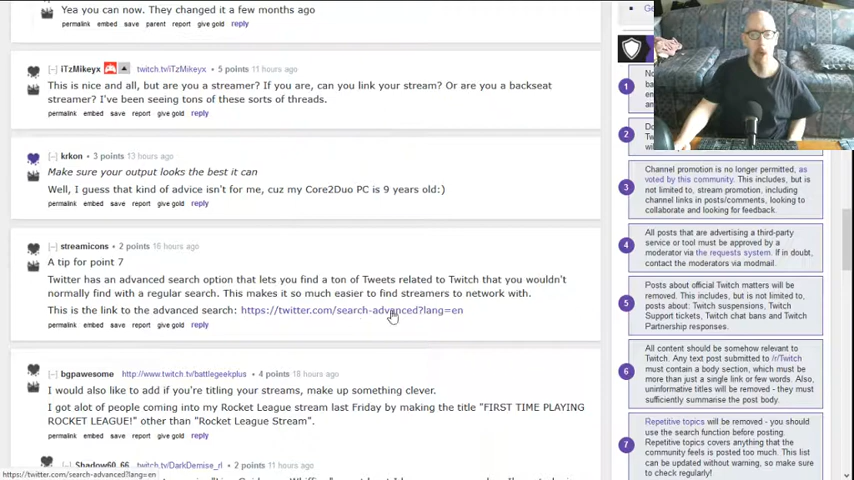 Yea you can now. They changed it a few months ago
permalink embed save parent report give gold reply
[–] iTzMikeyx twitch.tv/iTzMikeyx • 5 points 11 hours ago
This is nice and all, but are you a streamer? If you are, can you link your stream? Or are you a backseat
streamer? I've been seeing tons of these sorts of threads.
permalink embed save report give gold reply
[–] krkon • 3 points 13 hours ago
Make sure your output looks the best it can
Well, I guess that kind of advice isn't for me, cuz my Core2Duo PC is 9 years old:)
permalink embed save report give gold reply
[–] streamicons • 2 points 16 hours ago
A tip for point 7
Twitter has an advanced search option that lets you find a ton of Tweets related to Twitch that you wouldn't
normally find with a regular search. This makes it so much easier to find streamers to network with.
This is the link to the advanced search: https://twitter.com/search-advanced?lang=en
permalink embed save report give gold reply
[–] bgpawesome http://www.twitch.tv/battlegeekplus • 4 points 18 hours ago
I would also like to add if you're titling your streams, make up something clever.
I got alot of people coming into my Rocket League stream last Friday by making the title "FIRST TIME PLAYING
ROCKET LEAGUE!" other than "Rocket League Stream".
permalink embed save report give gold reply
[–] Shadow60_66 twitch.tv/DarkDemise_rl • 2 points 11 hours ago
https://twitter.com/search-advanced?lang=en
1
2
3
Channel promotion is no longer permitted, as
voted by this community. This includes, but is
not limited to, stream promotion, including
channel links in posts/comments, looking to
collaborate and looking for feedback.
4
All posts that are advertising a third-party
service or tool must be approved by a
moderator via the requests system. If in doubt,
contact the moderators via modmail.
5
Posts about official Twitch matters will be
removed. This includes, but is not limited to,
posts about: Twitch suspensions, Twitch
Support tickets, Twitch chat bans and Twitch
Partnership responses.
6
All content should be somehow relevant to
Twitch. Any text post submitted to /r/Twitch
must contain a body section, which must be
more than just a single link or few words. Also,
uninformative titles will be removed - they must
sufficiently summarise the post body.
7
Repetitive topics will be removed - you should
use the search function before posting.
Repetitive topics covers anything that the
community feels is posted too much. This list
can be updated without warning, so make sure
to check regularly!